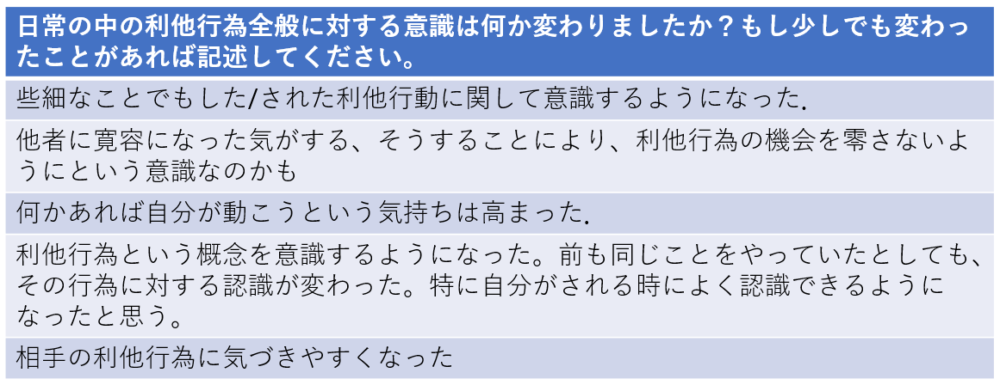 日常の中の利他行為全般に対する意識は何か変わりましたか？もし少しでも変わっ
たことがあれば記述してください。
些細なことでもした/された利他行動に関して意識するようになった.
他者に寛容になった気がする、そうすることにより、利他行為の機会を零さないよ
うにという意識なのかも
何かあれば自分が動こうという気持ちは高まった.
利他行為という概念を意識するようになった。前も同じことをやっていたとしても、
その行為に対する認識が変わった。特に自分がされる時によく認識できるように
なったと思う。
相手の利他行為に気づきやすくなった